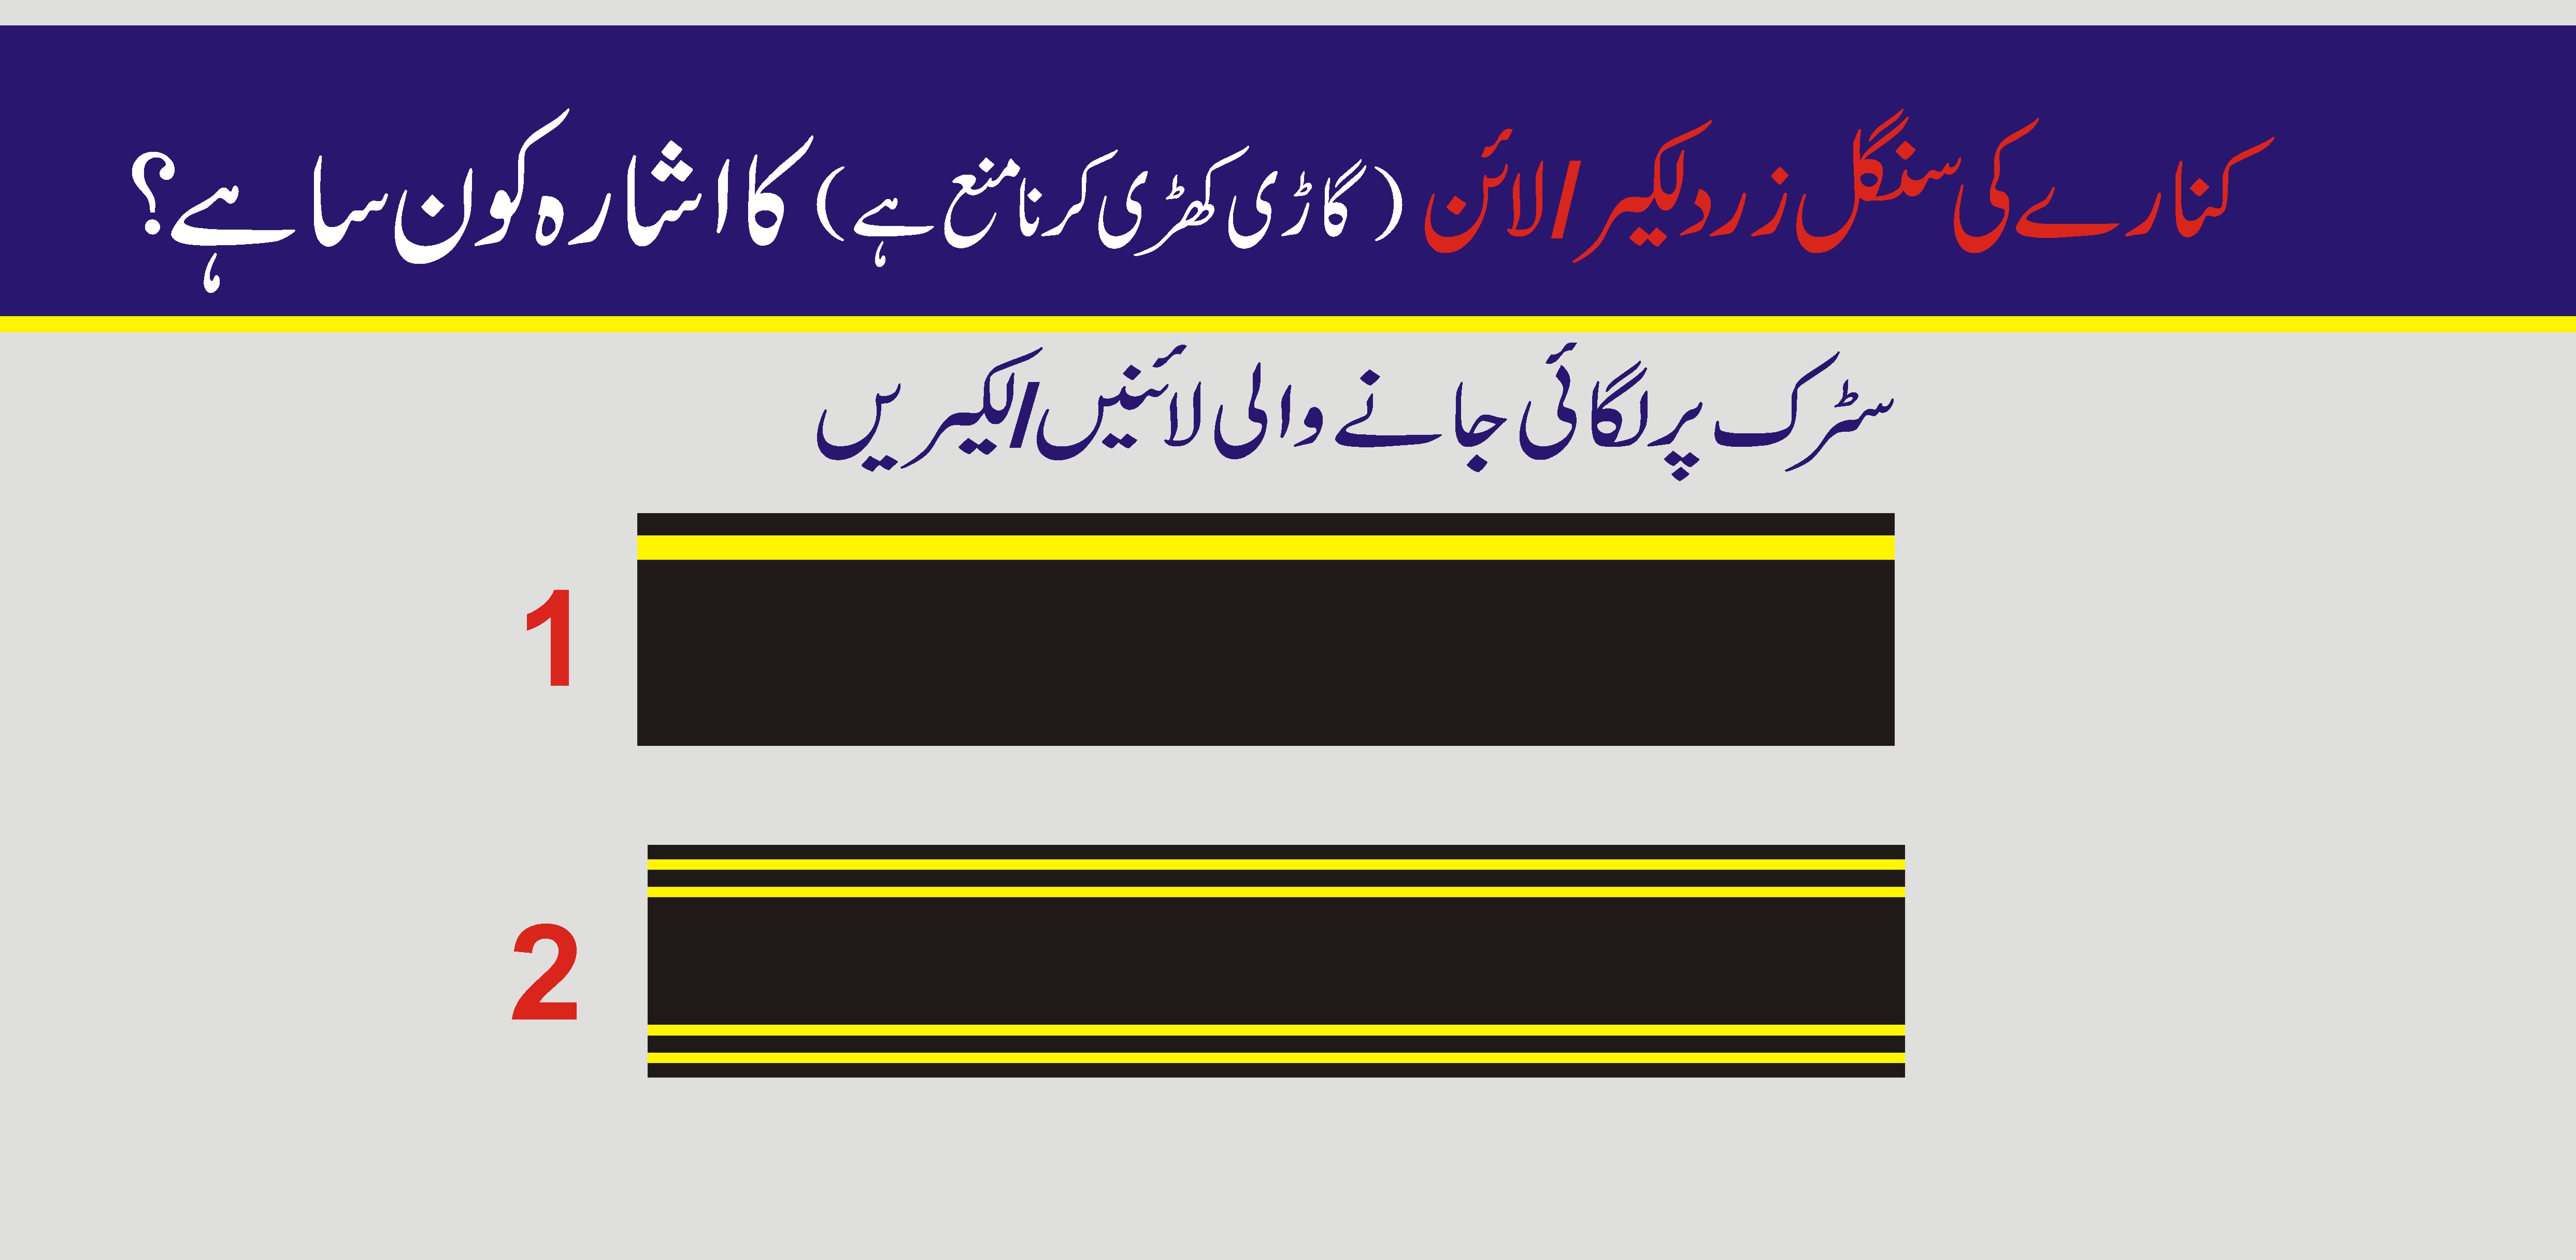 کنارے کی سنگل زرد لکیر/لائن (گاڑی کھڑی کرنا منع ہے) کا اشارہ کون سا ہے؟
سڑک پر لگائی جانے والی لائنیں/لکیریں
1
2